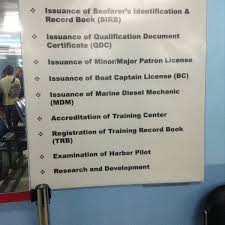 ❖ Issuance of Seafarer's Identification &
Record Book (SIRB)
❖ Issuance of Qualification Document
Certificate (QDC)
❖ Issuance of Minor/Major Patron License
❖ Issuance of Boat Captain License (BC)
❖ Issuance of Marine Diesel Mechanic
(MDM)
❖ Accreditation of Training Center
❖ Registration of Training Record Book
(TRB)
❖ Examination of Harbor Pilot
❖ Research and Development